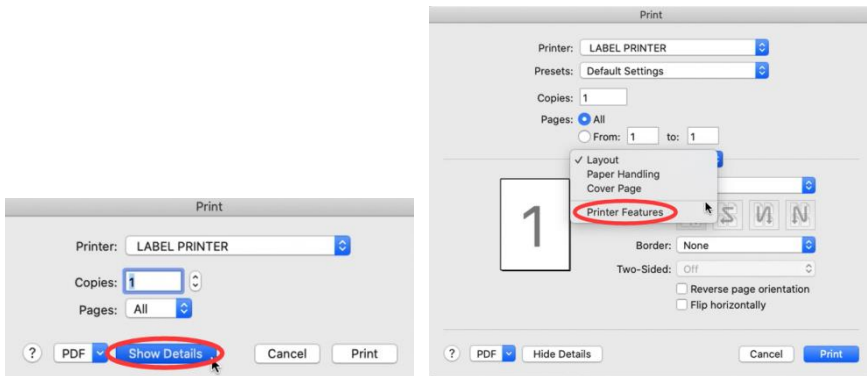 Print
Printer: LABEL PRINTER
Copies: 1
Pages: All
? PDF Show Details Cancel Print
Print
Printer: LABEL PRINTER
Presets: Default Settings
Copies: 1
Pages: All
From: 1 to: 1
✓ Layout
Paper Handling
Cover Page
Printer Features
1
Border: None
Two-Sided: Off
Reverse page orientation
Flip horizontally
? PDF Hide Details Cancel Print